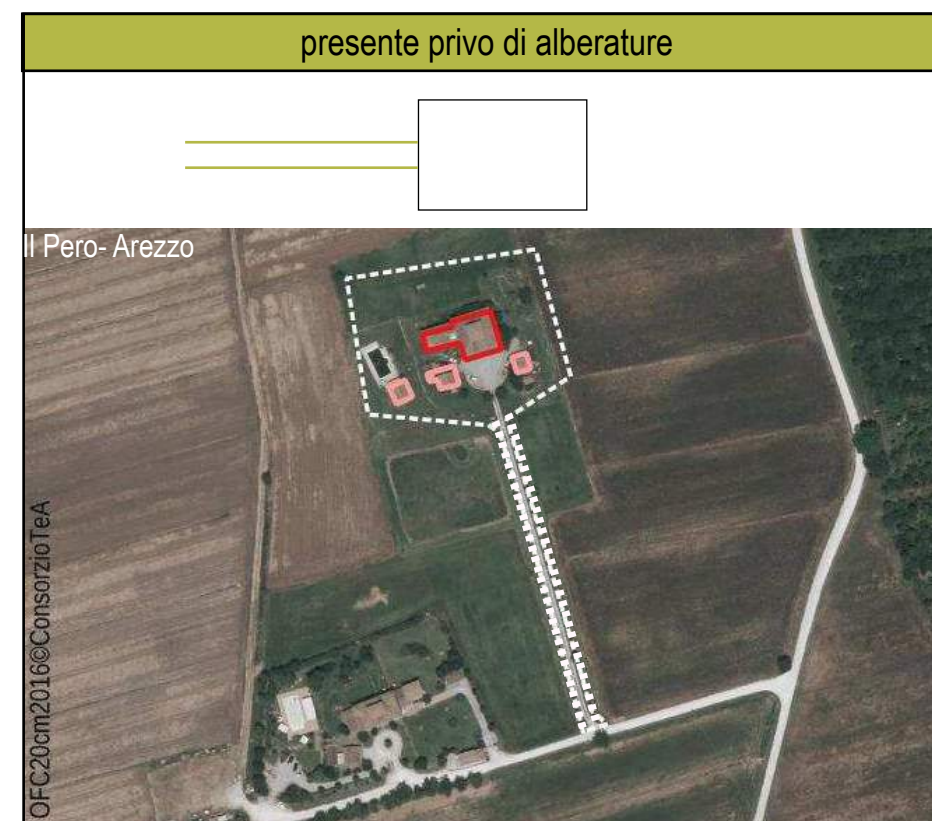 presente privo di alberature
Il Pero- Arezzo
OFC20cm2016©ConsorzioTeA